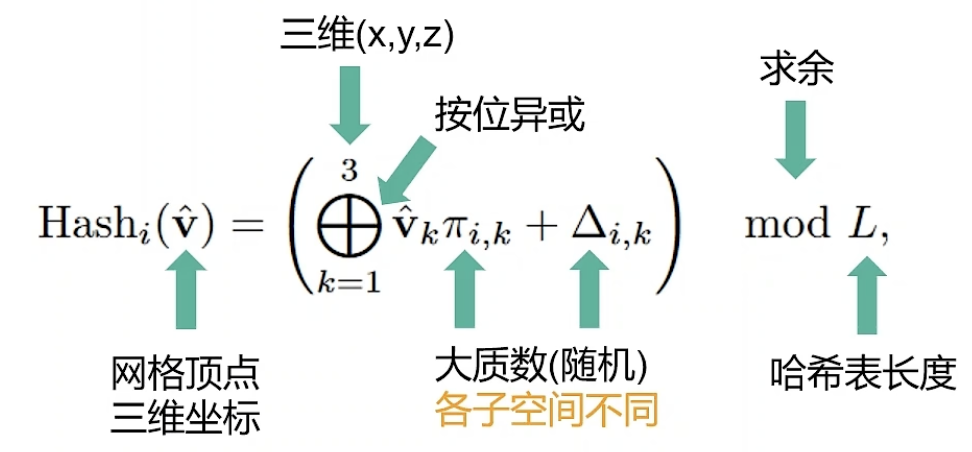 三维(x,y,z)
求余
按位异或
$\mathrm{Hash}_i(\hat{\mathbf{v}}) = \left( \bigoplus_{k=1}^{3} \hat{\mathbf{v}}_k \pi_{i,k} + \Delta_{i,k} \right) \mod L,$
网格顶点
三维坐标
大质数(随机)
各子空间不同
哈希表长度